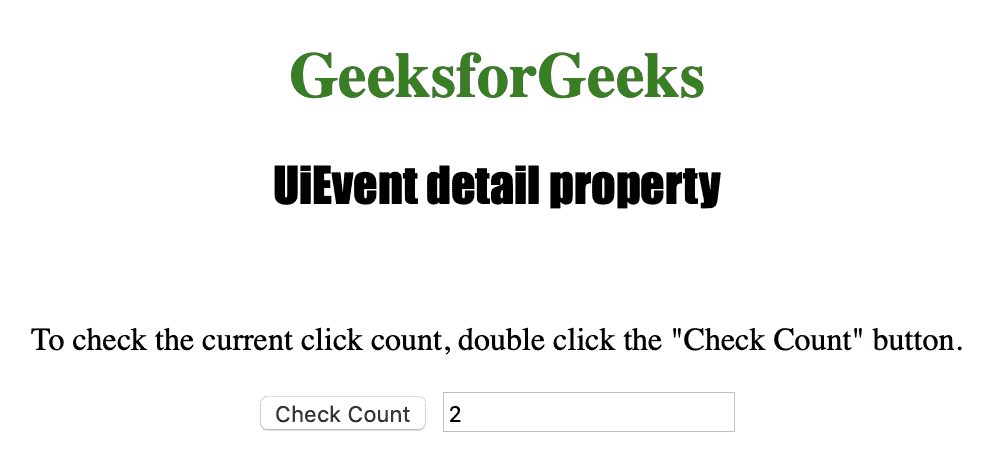 GeeksforGeeks
UiEvent detail property
To check the current click count, double click the "Check Count" button.
Check Count 2